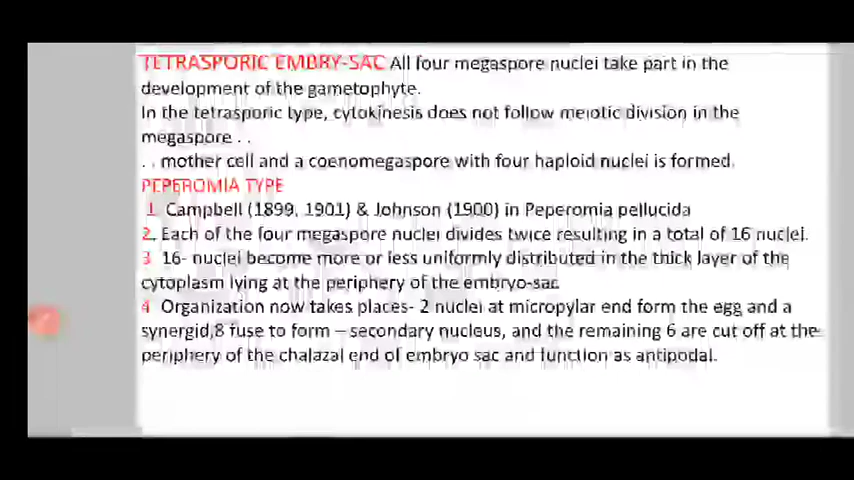 TETRASPORIC EMBRY-SAC All four megaspore nuclei take part in the
development of the gametophyte.
In the tetrasporic type, cytokinesis does not follow meiotic division in the
megaspore . .
. . mother cell and a coenomegaspore with four haploid nuclei is formed.
PEPEROMIA TYPE
1 Campbell (1899, 1901) & Johnson (1900) in Peperomia pellucida
2. Each of the four megaspore nuclei divides twice resulting in a total of 16 nuclei.
3 16- nuclei become more or less uniformly distributed in the thick layer of the
cytoplasm lying at the periphery of the embryo-sac
4 Organization now takes places- 2 nuclei at micropylar end form the egg and a
synergid,8 fuse to form – secondary nucleus, and the remaining 6 are cut off at the
periphery of the chalazal end of embryo sac and function as antipodal.